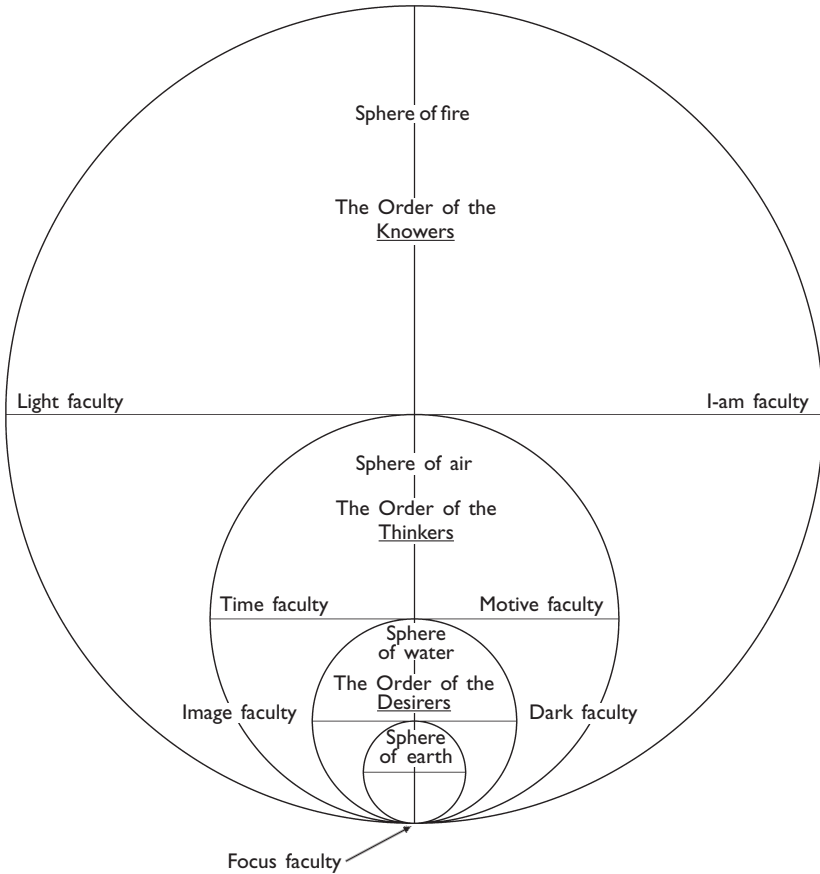 Sphere of fire
The Order of the
Knowers
Light faculty
I-am faculty
Sphere of air
The Order of the
Thinkers
Time faculty
Motive faculty
Sphere
of water
The Order of the
Desirers
Image faculty
Dark faculty
Sphere
of earth
Focus faculty